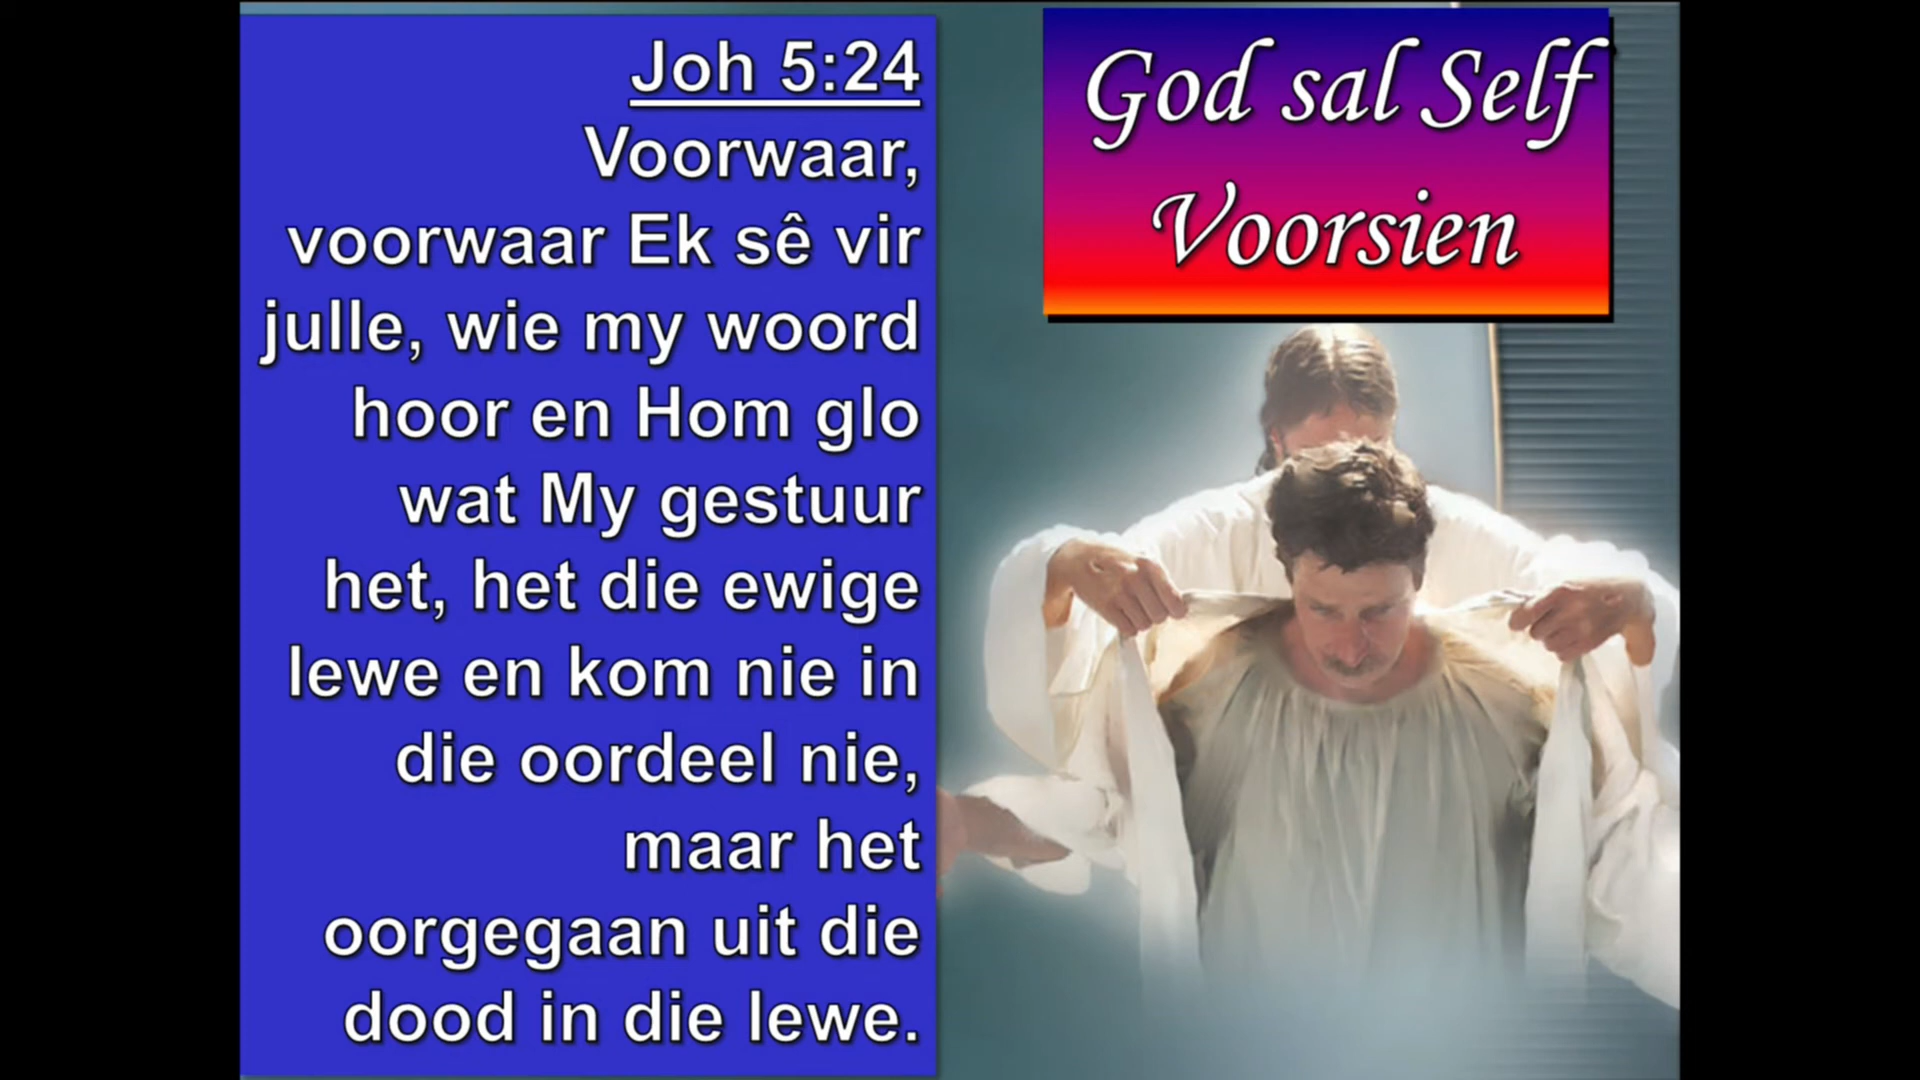 Joh 5:24
Voorwaar,
voorwaar Ek sê vir
julle, wie my woord
hoor en Hom glo
wat My gestuur
het, het die ewige
lewe en kom nie in
die oordeel nie,
maar het
oorgegaan uit die
dood in die lewe.
God sal Self
Voorsien